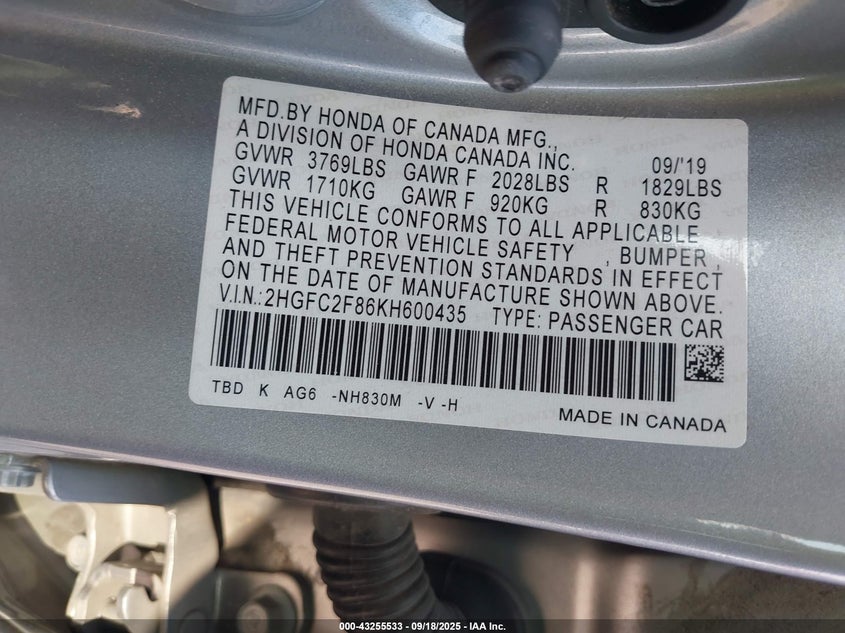 MFD.BY HONDA OF CANADA MFG.,
A DIVISION OF HONDA CANADA INC. 09/'19
GVWR 3769LBS GAWR F 2028LBS R 1829LBS
GVWR 1710KG GAWR F 920KG R 830KG
THIS VEHICLE CONFORMS TO ALL APPLICABLE
FEDERAL MOTOR VEHICLE SAFETY , BUMPER ,
AND THEFT PREVENTION STANDARDS IN EFFECT
ON THE DATE OF MANUFACTURE SHOWN ABOVE.
V.I.N.:2HGFC2F86KH600435 TYPE: PASSENGER CAR
TBD K AG6 -NH830M -V -H
MADE IN CANADA
000-43255533 - 09/18/2025 - IAA Inc.